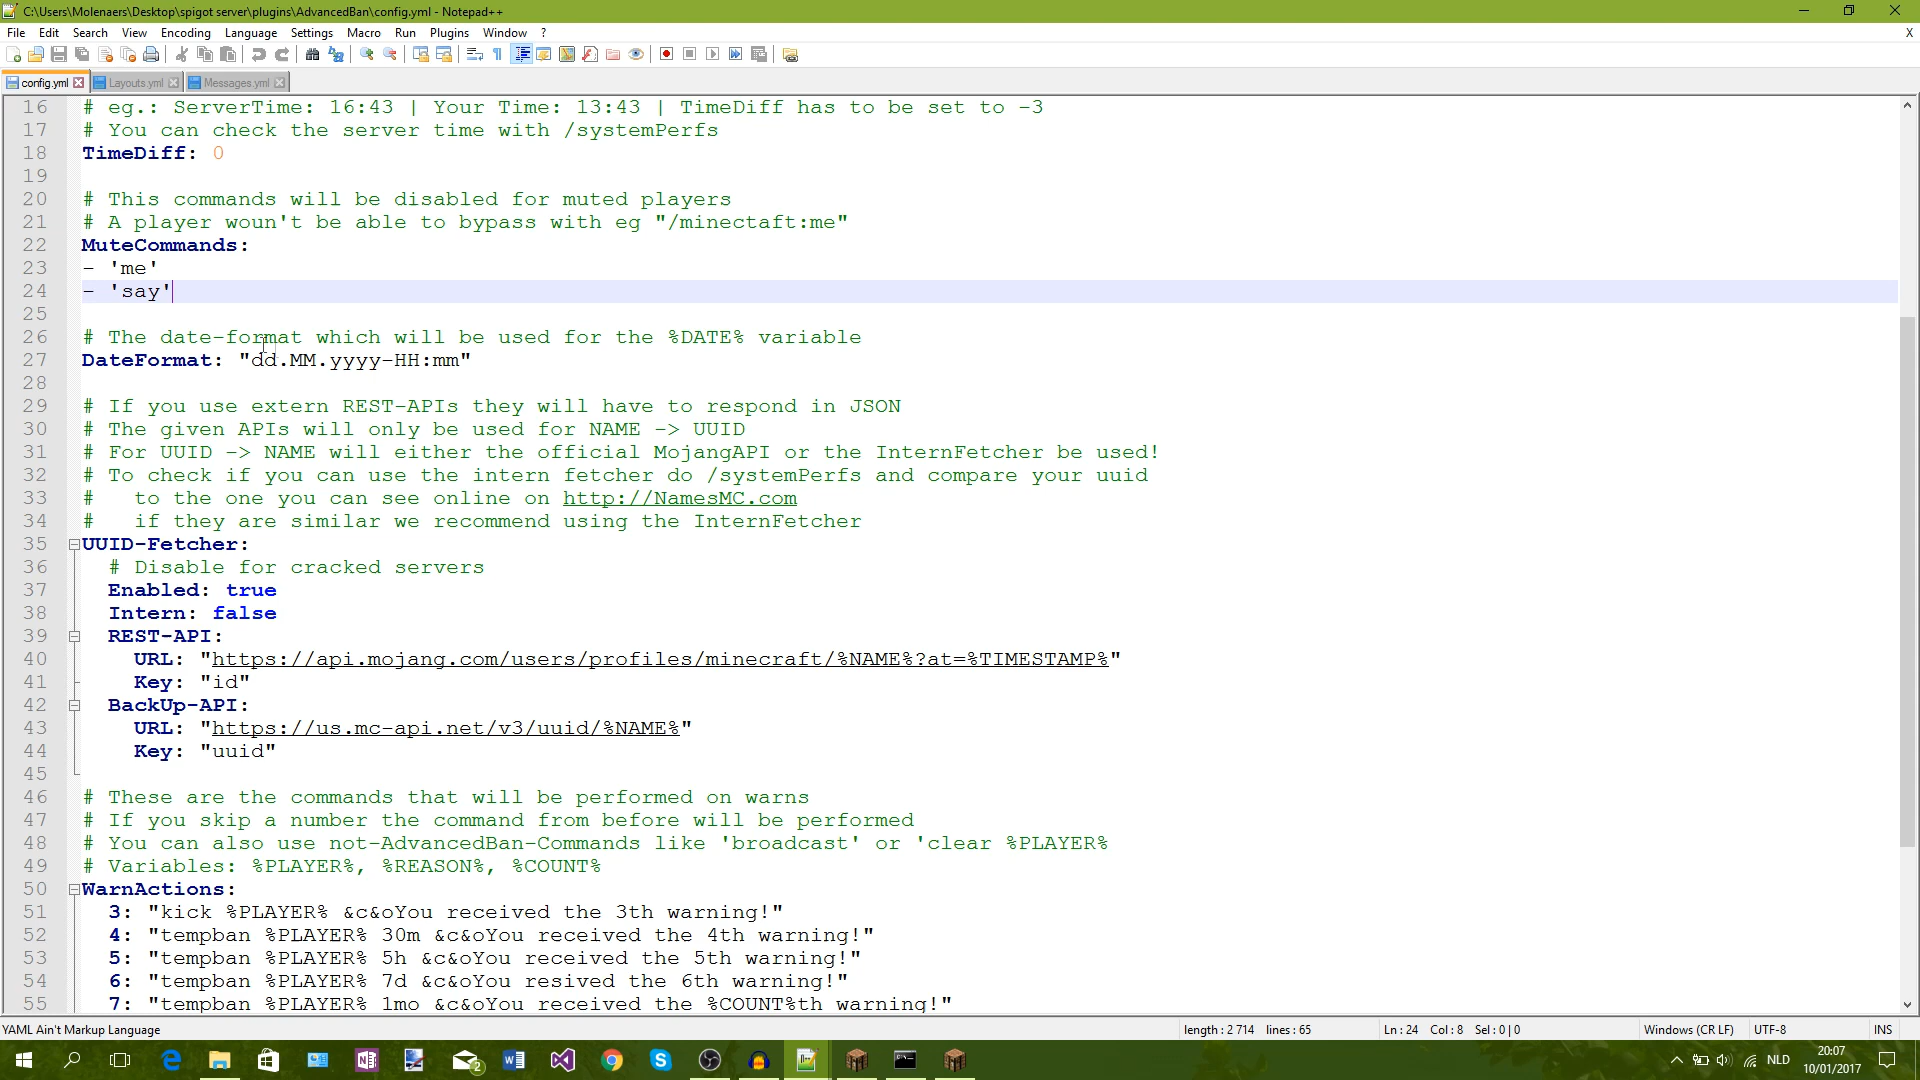 C:\Users\Molenaers\Desktop\spigot server\plugins\AdvancedBan\config.yml - Notepad++
File Edit Search View Encoding Language Settings Macro Run Plugins Window ? X
config.yml Layouts.yml Messages.yml
16 # eg.: ServerTime: 16:43 | Your Time: 13:43 | TimeDiff has to be set to -3
17 # You can check the server time with /systemPerfs
18 TimeDiff: 0
19
20 # This commands will be disabled for muted players
21 # A player woun't be able to bypass with eg "/minectaft:me"
22 MuteCommands:
23 - 'me'
24 - 'say'
25
26 # The date-format which will be used for the %DATE% variable
27 DateFormat: "dd.MM.yyyy-HH:mm"
28
29 # If you use extern REST-APIs they will have to respond in JSON
30 # The given APIs will only be used for NAME -> UUID
31 # For UUID -> NAME will either the official MojangAPI or the InternFetcher be used!
32 # To check if you can use the intern fetcher do /systemPerfs and compare your uuid
33 #   to the one you can see online on http://NamesMC.com
34 #   if they are similar we recommend using the InternFetcher
35 UUID-Fetcher:
36   # Disable for cracked servers
37   Enabled: true
38   Intern: false
39   REST-API:
40     URL: "https://api.mojang.com/users/profiles/minecraft/%NAME%?at=%TIMESTAMP%"
41     Key: "id"
42   BackUp-API:
43     URL: "https://us.mc-api.net/v3/uuid/%NAME%"
44     Key: "uuid"
45
46 # These are the commands that will be performed on warns
47 # If you skip a number the command from before will be performed
48 # You can also use not-AdvancedBan-Commands like 'broadcast' or 'clear %PLAYER%
49 # Variables: %PLAYER%, %REASON%, %COUNT%
50 WarnActions:
51   3: "kick %PLAYER% &c&oYou received the 3th warning!"
52   4: "tempban %PLAYER% 30m &c&oYou received the 4th warning!"
53   5: "tempban %PLAYER% 5h &c&oYou received the 5th warning!"
54   6: "tempban %PLAYER% 7d &c&oYou resived the 6th warning!"
55   7: "tempban %PLAYER% 1mo &c&oYou received the %COUNT%th warning!"
YAML Ain't Markup Language length : 2 714 lines : 65 Ln : 24 Col : 8 Sel : 0 | 0 Windows (CR LF) UTF-8 INS
2 NLD 20:07
10/01/2017